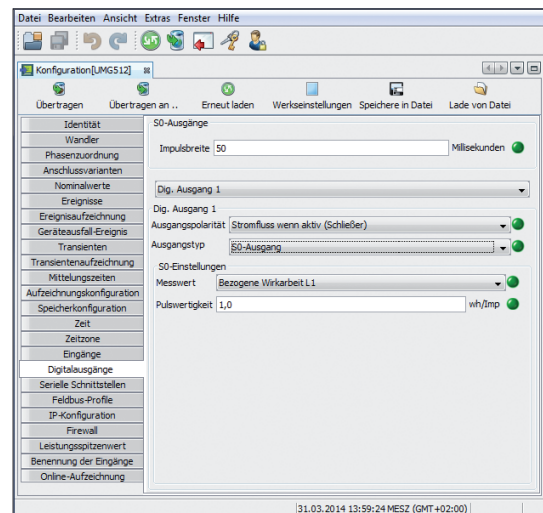 Datei Bearbeiten Ansicht Extras Fenster Hilfe
Konfiguration[UMG512]
Übertragen Übertragen an .. Erneut laden Werkseinstellungen Speichere in Datei Lade von Datei
Identität
Wandler
Phasenzuordnung
Anschlussvarianten
Nominalwerte
Ereignisse
Ereignisaufzeichnung
Geräteausfall-Ereignis
Transienten
Transientenaufzeichnung
Mittelungszeiten
Aufzeichnungskonfiguration
Speicherkonfiguration
Zeit
Zeitzone
Eingänge
Digitalausgänge
Serielle Schnittstellen
Feldbus-Profile
IP-Konfiguration
Firewall
Leistungsspitzenwert
Benennung der Eingänge
Online-Aufzeichnung
S0-Ausgänge
Impulsbreite 50 Millisekunden
Dig. Ausgang 1
Dig. Ausgang 1
Ausgangspolarität Stromfluss wenn aktiv (Schließer)
Ausgangstyp S0-Ausgang
S0-Einstellungen
Messwert Bezogene Wirkarbeit L1
Pulswertigkeit 1,0 wh/Imp
31.03.2014 13:59:24 MESZ (GMT+02:00)